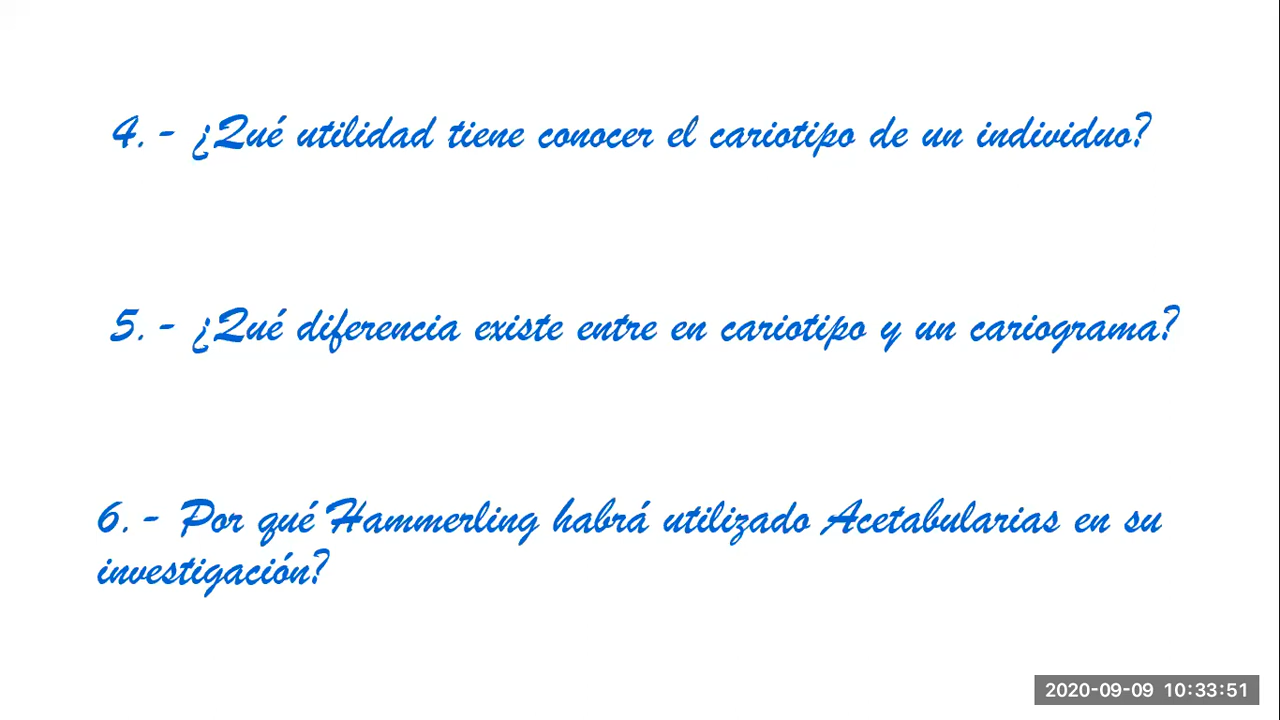 4.- ¿Qué utilidad tiene conocer el cariotipo de un individuo?
5.- ¿Qué diferencia existe entre en cariotipo y un cariograma?
6.- Por qué Hammerling habrá utilizado Acetabularias en su
investigación?
2020-09-09 10:33:51